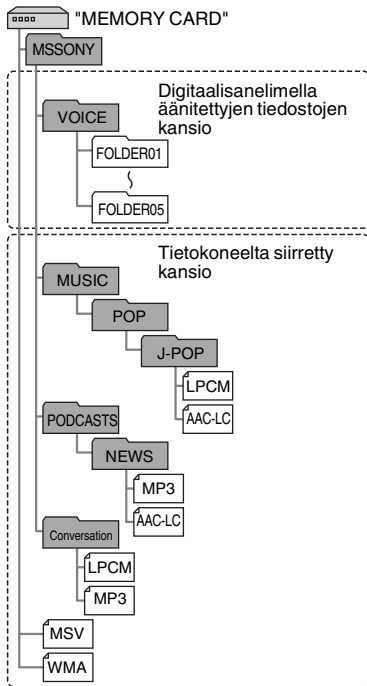 "MEMORY CARD"
MSSONY
Digitaalisanelimella
äänitettyjen tiedostojen
kansio
VOICE
FOLDER01
FOLDER05
Tietokoneelta siirretty
kansio
MUSIC
POP
J-POP
LPCM
AAC-LC
PODCASTS
NEWS
MP3
AAC-LC
Conversation
LPCM
MP3
MSV
WMA